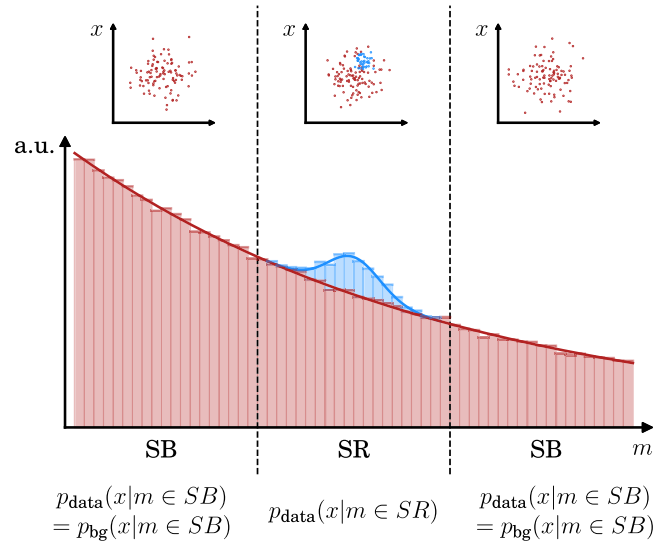 x
x
x
a.u.
SB
SR
SB
m
p_data(x|m ∈ SB)
= p_bg(x|m ∈ SB)
p_data(x|m ∈ SR)
p_data(x|m ∈ SB)
= p_bg(x|m ∈ SB)